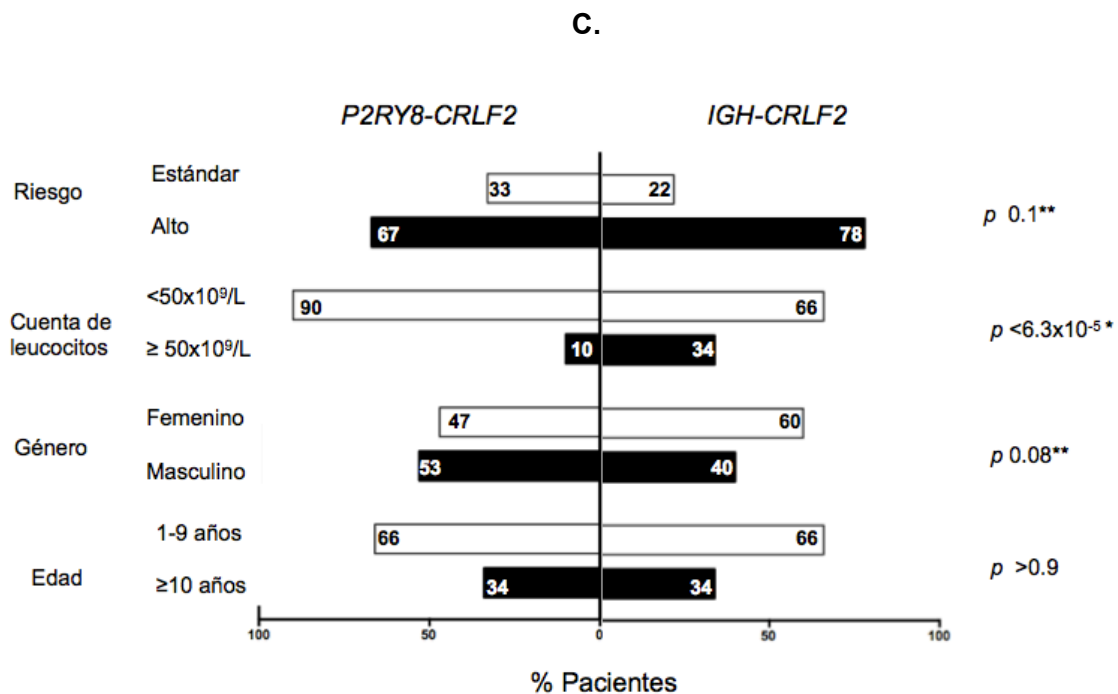 C.
P2RY8-CRLF2 IGH-CRLF2
Riesgo
Estándar 33 22
Alto 67 78
p 0.1**
Cuenta de
leucocitos
<50x10⁹/L 90 66
≥ 50x10⁹/L 10 34
p <6.3x10⁻⁵ *
Género
Femenino 47 60
Masculino 53 40
p 0.08**
Edad
1-9 años 66 66
≥10 años 34 34
p >0.9
100 50 0 50 100
% Pacientes